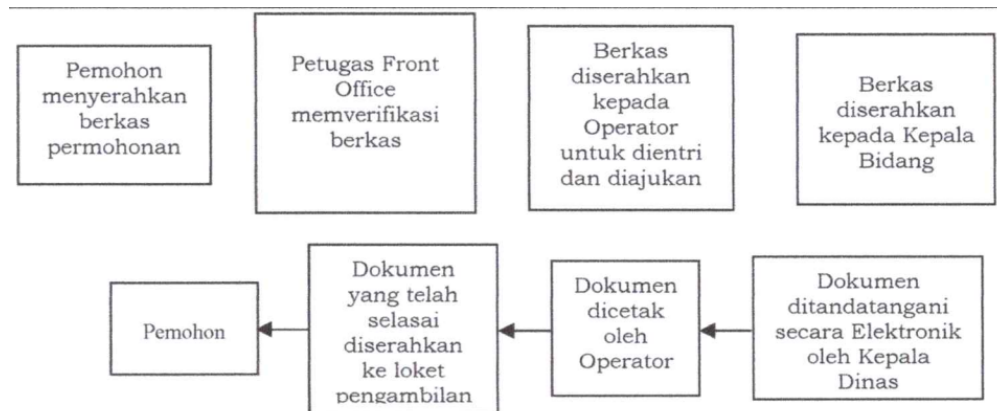 Pemohon
menyerahkan
berkas
permohonan
Petugas Front
Office
memverifikasi
berkas
Berkas
diserahkan
kepada
Operator
untuk dientri
dan diajukan
Berkas
diserahkan
kepada Kepala
Bidang
Pemohon
Dokumen
yang telah
selasai
diserahkan
ke loket
pengambilan
Dokumen
dicetak
oleh
Operator
Dokumen
ditandatangani
secara Elektronik
oleh Kepala
Dinas